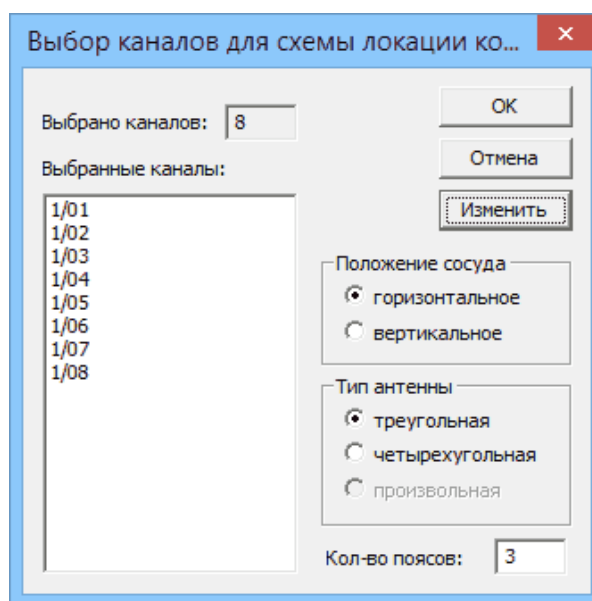 Выбор каналов для схемы локации ко...
Выбрано каналов: 8
Выбранные каналы:
1/01
1/02
1/03
1/04
1/05
1/06
1/07
1/08
OK
Отмена
Изменить
Положение сосуда
горизонтальное
вертикальное
Тип антенны
треугольная
четырехугольная
произвольная
Кол-во поясов: 3